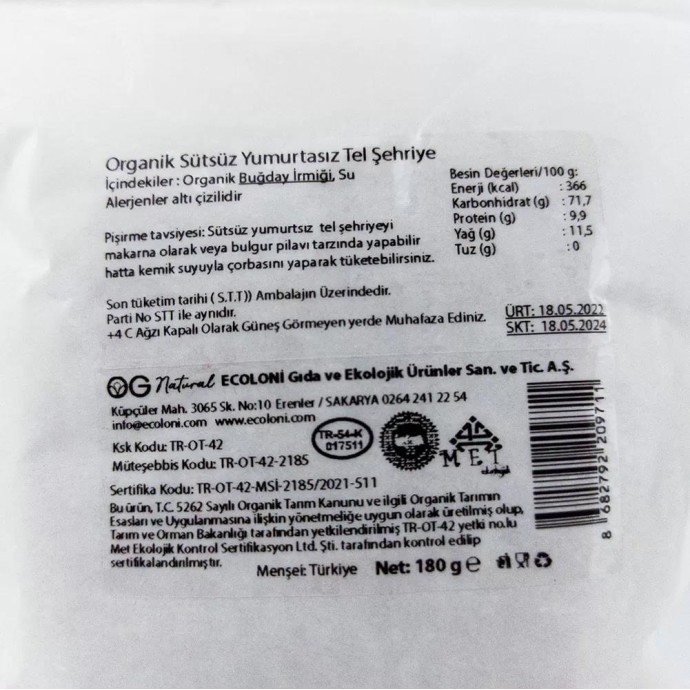 Organik Sütsüz Yumurtasız Tel Şehriye
İçindekiler : Organik Buğday İrmiği, Su
Alerjenler altı çizilidir
Pişirme tavsiyesi: Sütsüz yumurtsız tel şehriyeyi
makarna olarak veya bulgur pilavı tarzında yapabilir
hatta kemik suyuyla çorbasını yaparak tüketebilirsiniz.
Besin Değerleri/100 g:
Enerji (kcal) : 366
Karbonhidrat (g) : 71,7
Protein (g) : 9,9
Yağ (g) : 11,5
Tuz (g) : 0
Son tüketim tarihi ( S.T.T)) Ambalajın Üzerindedir.
Parti No STT ile aynıdır.
+4 C Ağzı Kapalı Olarak Güneş Görmeyen yerde Muhafaza Ediniz.
ÜRT: 18.05.2022
SKT: 18.05.2024
OG Natural ECOLONİ Gıda ve Ekolojik Ürünler San. ve Tic. A.Ş.
Küpçüler Mah. 3065 Sk. No:10 Erenler / SAKARYA 0264 241 22 54
info@ecoloni.com www.ecoloni.com
Ksk Kodu: TR-OT-42
Müteşebbis Kodu: TR-OT-42-2185
TR-54-K
017511
MET
Sertifika Kodu: TR-OT-42-MSİ-2185/2021-511
Bu ürün, T.C. 5262 Sayılı Organik Tarım Kanunu ve ilgili Organik Tarımın
Esasları ve Uygulanmasına ilişkin yönetmeliğe uygun olarak üretilmiş olup,
Tarım ve Orman Bakanlığı tarafından yetkilendirilmiş TR-OT-42 yetki no.lu
Met Ekolojik Kontrol Sertifikasyon Ltd. Şti. tarafından kontrol edilip
sertifikalandırılmıştır.
Menşei: Türkiye Net: 180 g e
8 682792 209711